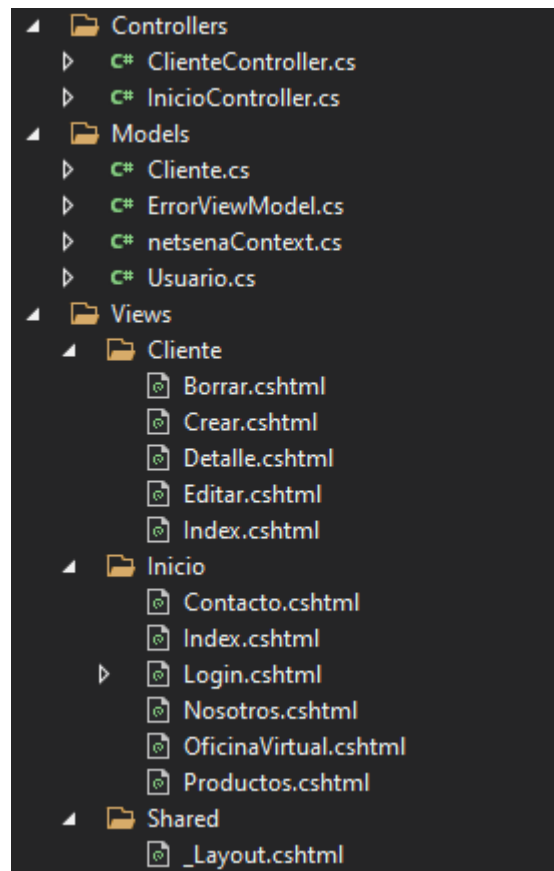 Controllers
C# ClienteController.cs
C# InicioController.cs
Models
C# Cliente.cs
C# ErrorViewModel.cs
C# netsenaContext.cs
C# Usuario.cs
Views
Cliente
Borrar.cshtml
Crear.cshtml
Detalle.cshtml
Editar.cshtml
Index.cshtml
Inicio
Contacto.cshtml
Index.cshtml
Login.cshtml
Nosotros.cshtml
OficinaVirtual.cshtml
Productos.cshtml
Shared
_Layout.cshtml